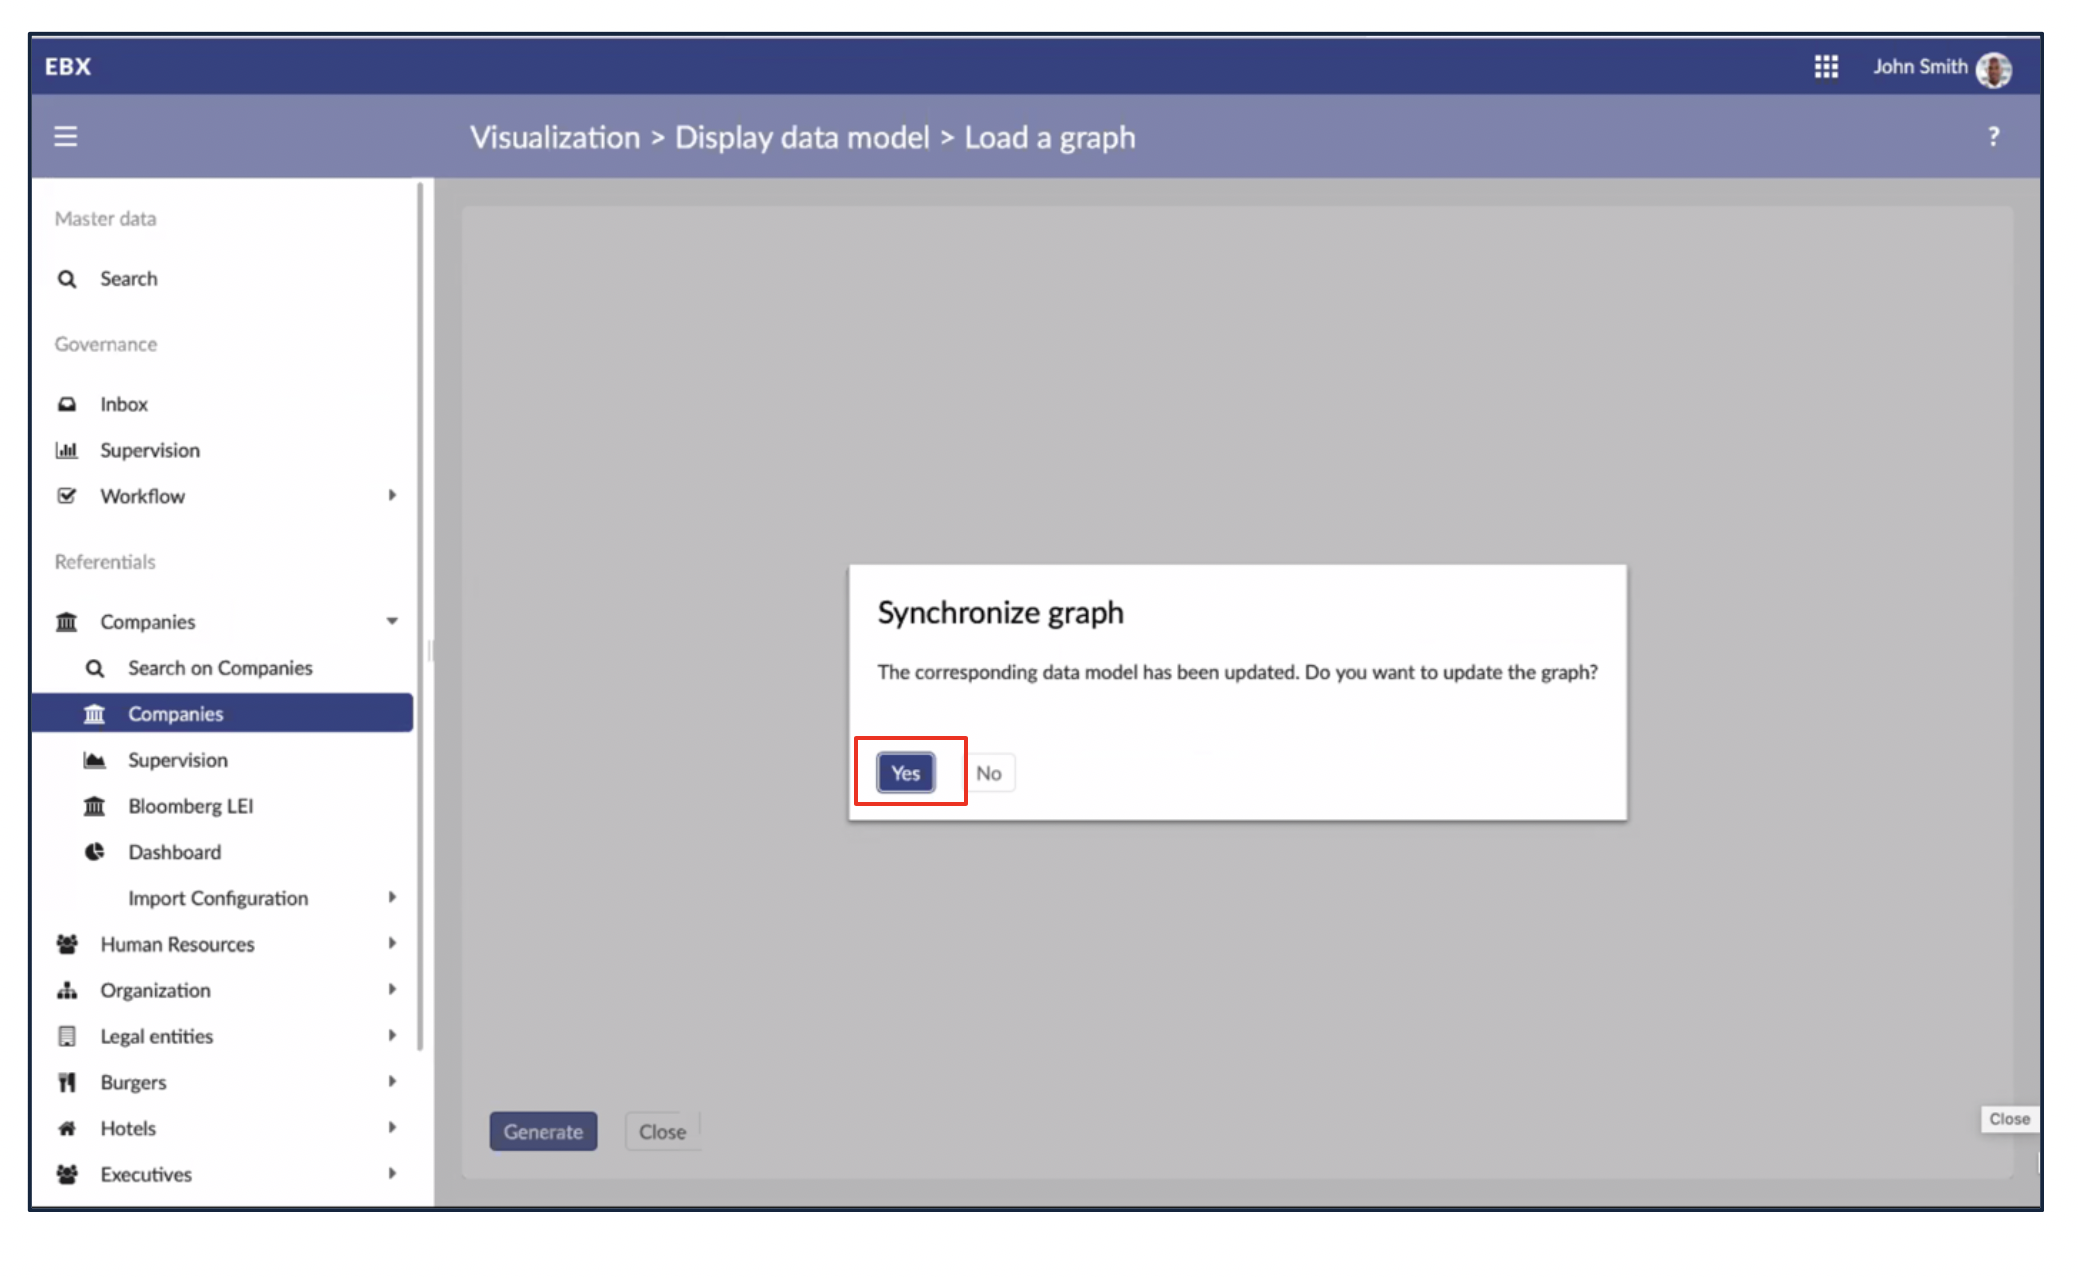 EBX
John Smith
Visualization > Display data model > Load a graph
?
Master data
Search
Governance
Inbox
Supervision
Workflow
Referentials
Companies
Search on Companies
Companies
Supervision
Bloomberg LEI
Dashboard
Import Configuration
Human Resources
Organization
Legal entities
Burgers
Hotels
Executives
Synchronize graph
The corresponding data model has been updated. Do you want to update the graph?
Yes No
Generate Close
Close